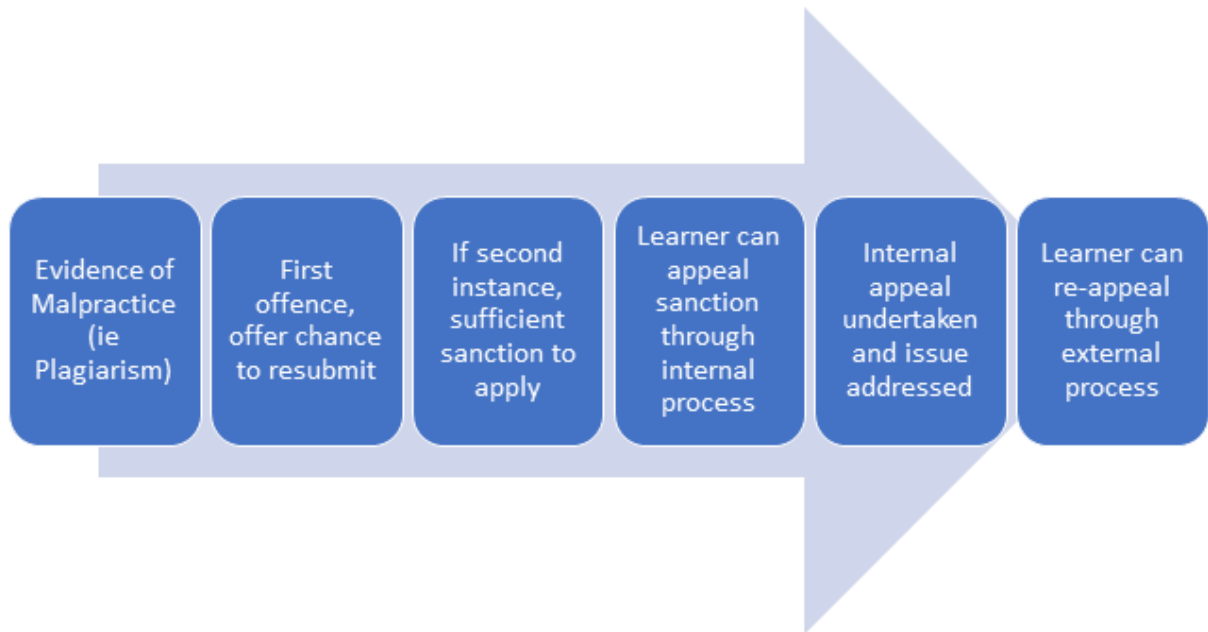 Evidence of
Malpractice
(ie
Plagiarism)
First
offence,
offer chance
to resubmit
If second
instance,
sufficient
sanction to
apply
Learner can
appeal
sanction
through
internal
process
Internal
appeal
undertaken
and issue
addressed
Learner can
re-appeal
through
external
process